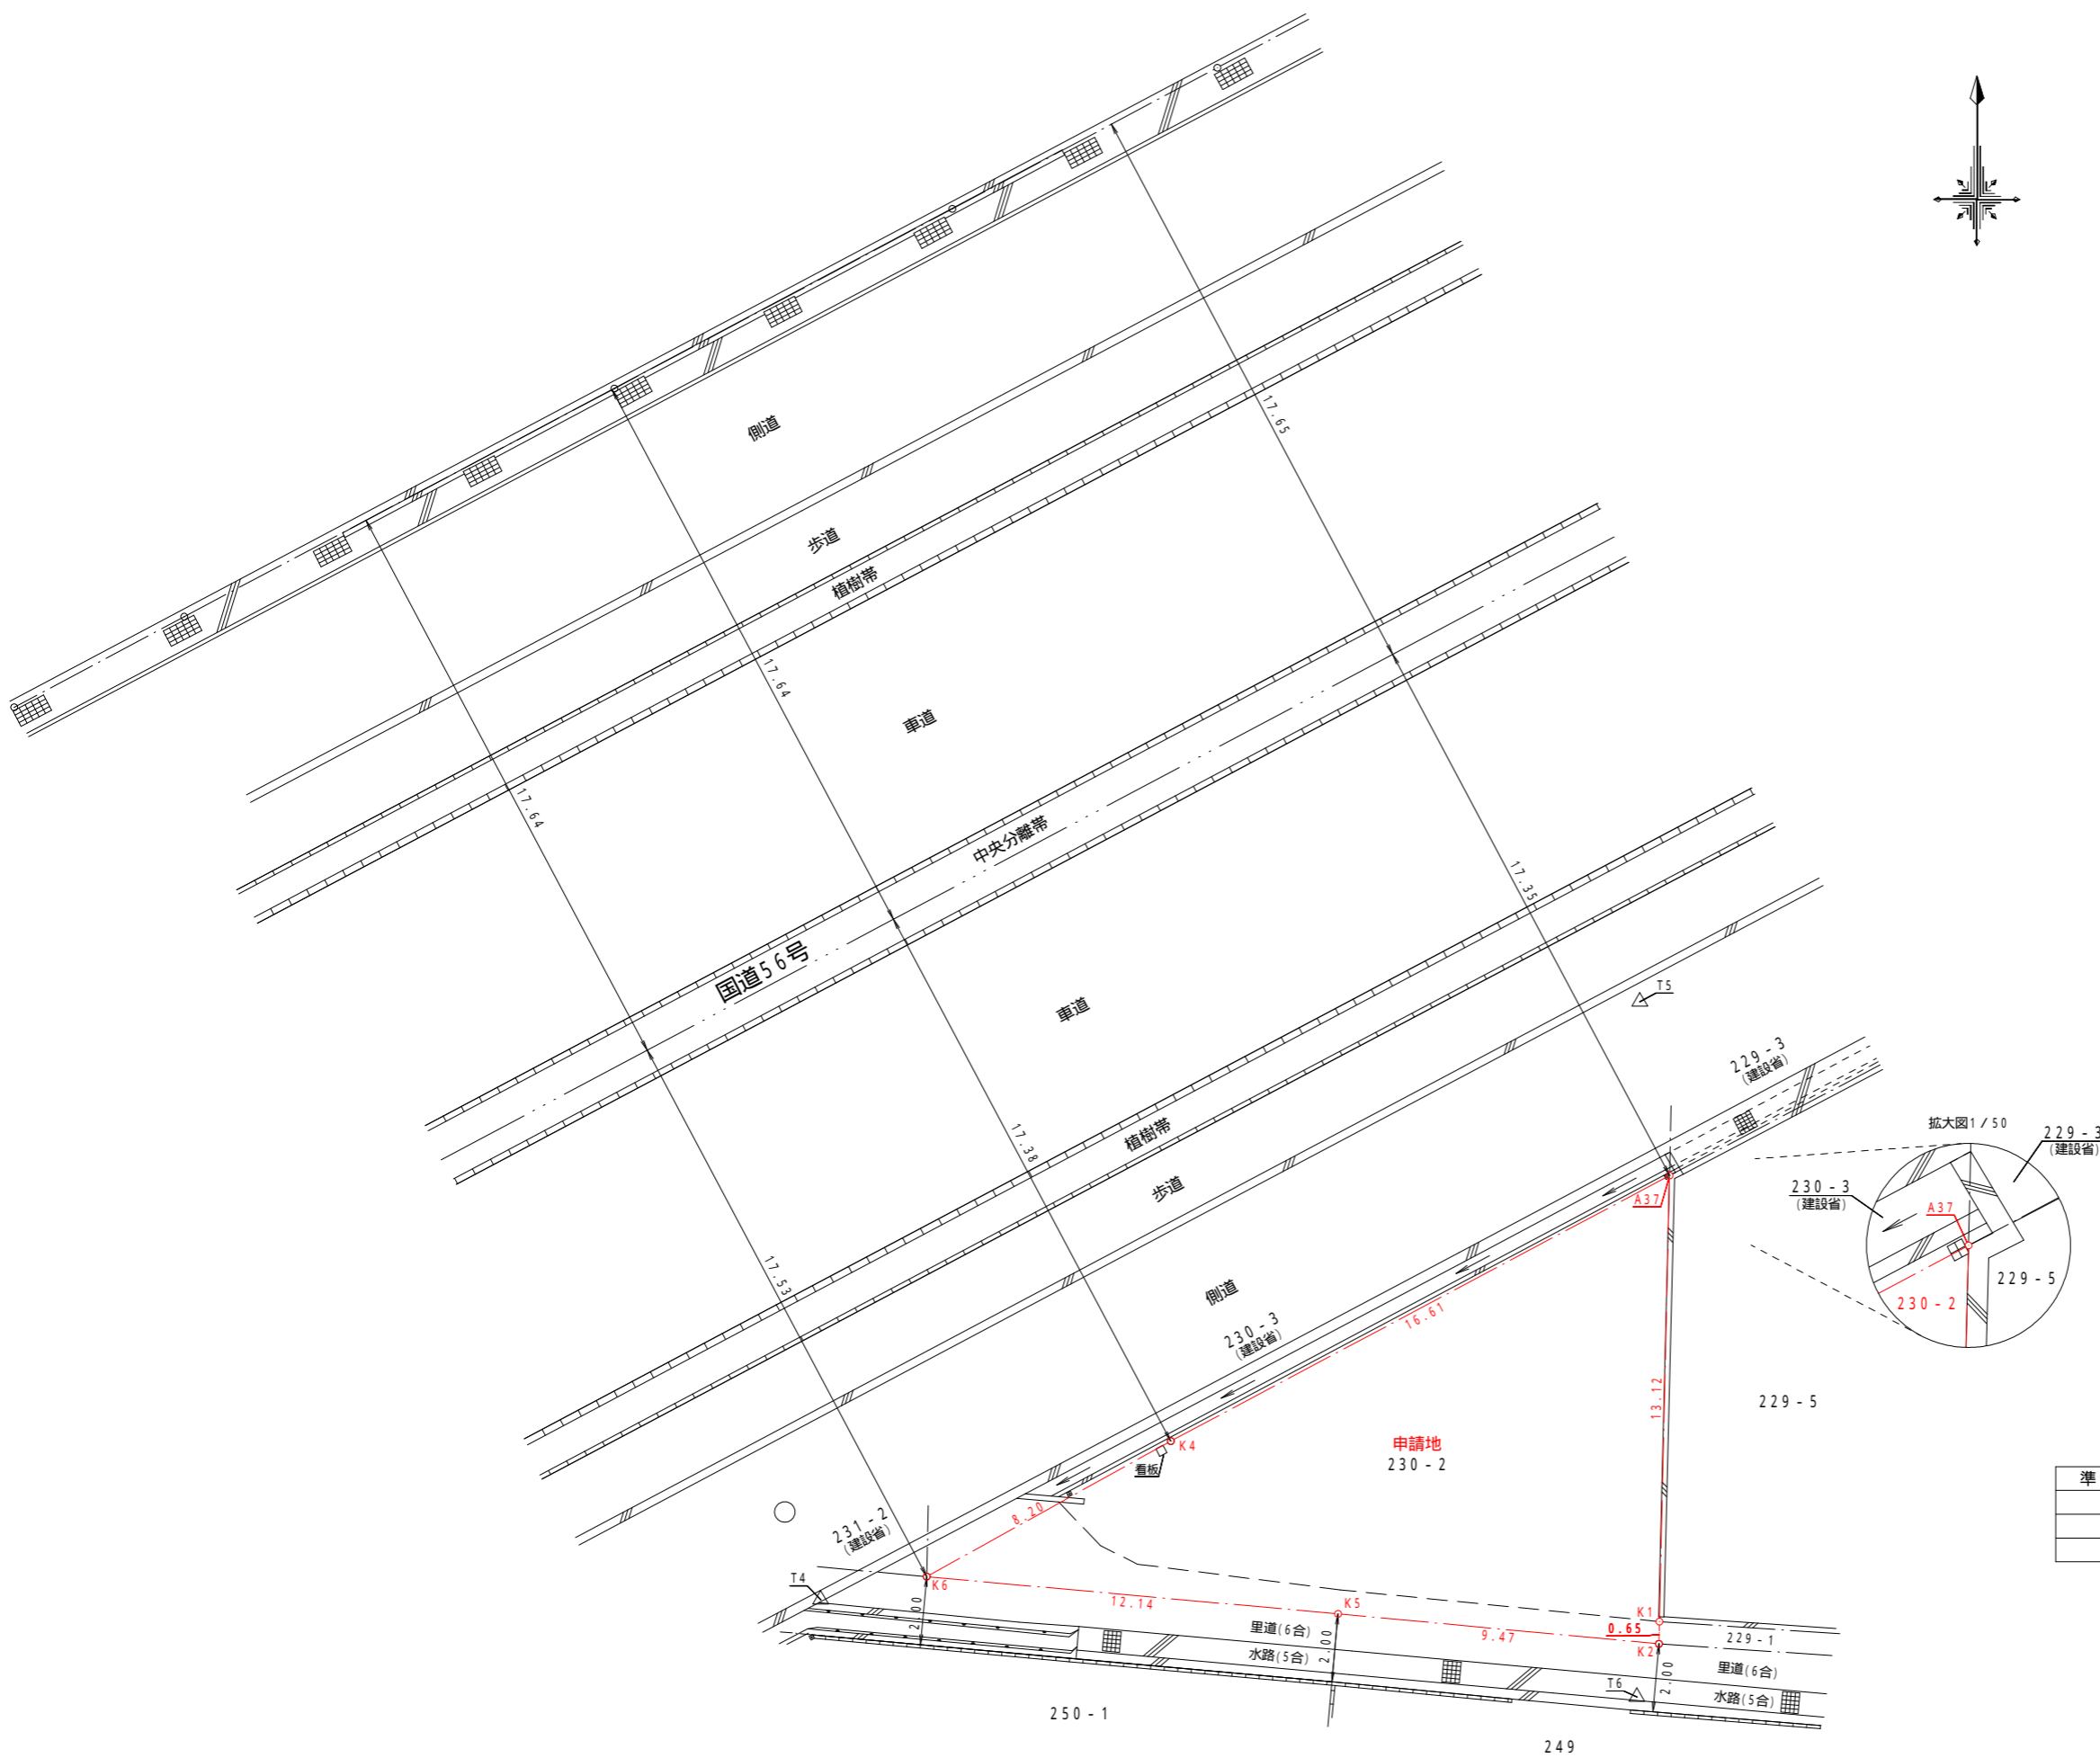 側道
17.65
歩道
植樹帯
17.64
17.64
車道
中央分離帯
国道56号
17.35
車道
T5
229-3
(建設省)
植樹帯
17.38
歩道
拡大図1/50
229-3
(建設省)
230-3
(建設省)
A37
229-5
230-2
A37
17.53
側道
230-3
(建設省)
16.61
13.12
229-5
申請地
230-2
K4
看板
準
8.20
231-2
(建設省)
T4
K6
2.00
12.14
K5
K1
里道(6合)
2.00
9.47
0.65
K2
229-1
水路(5合)
里道(6合)
2.00
T6
水路(5合)
250-1
249